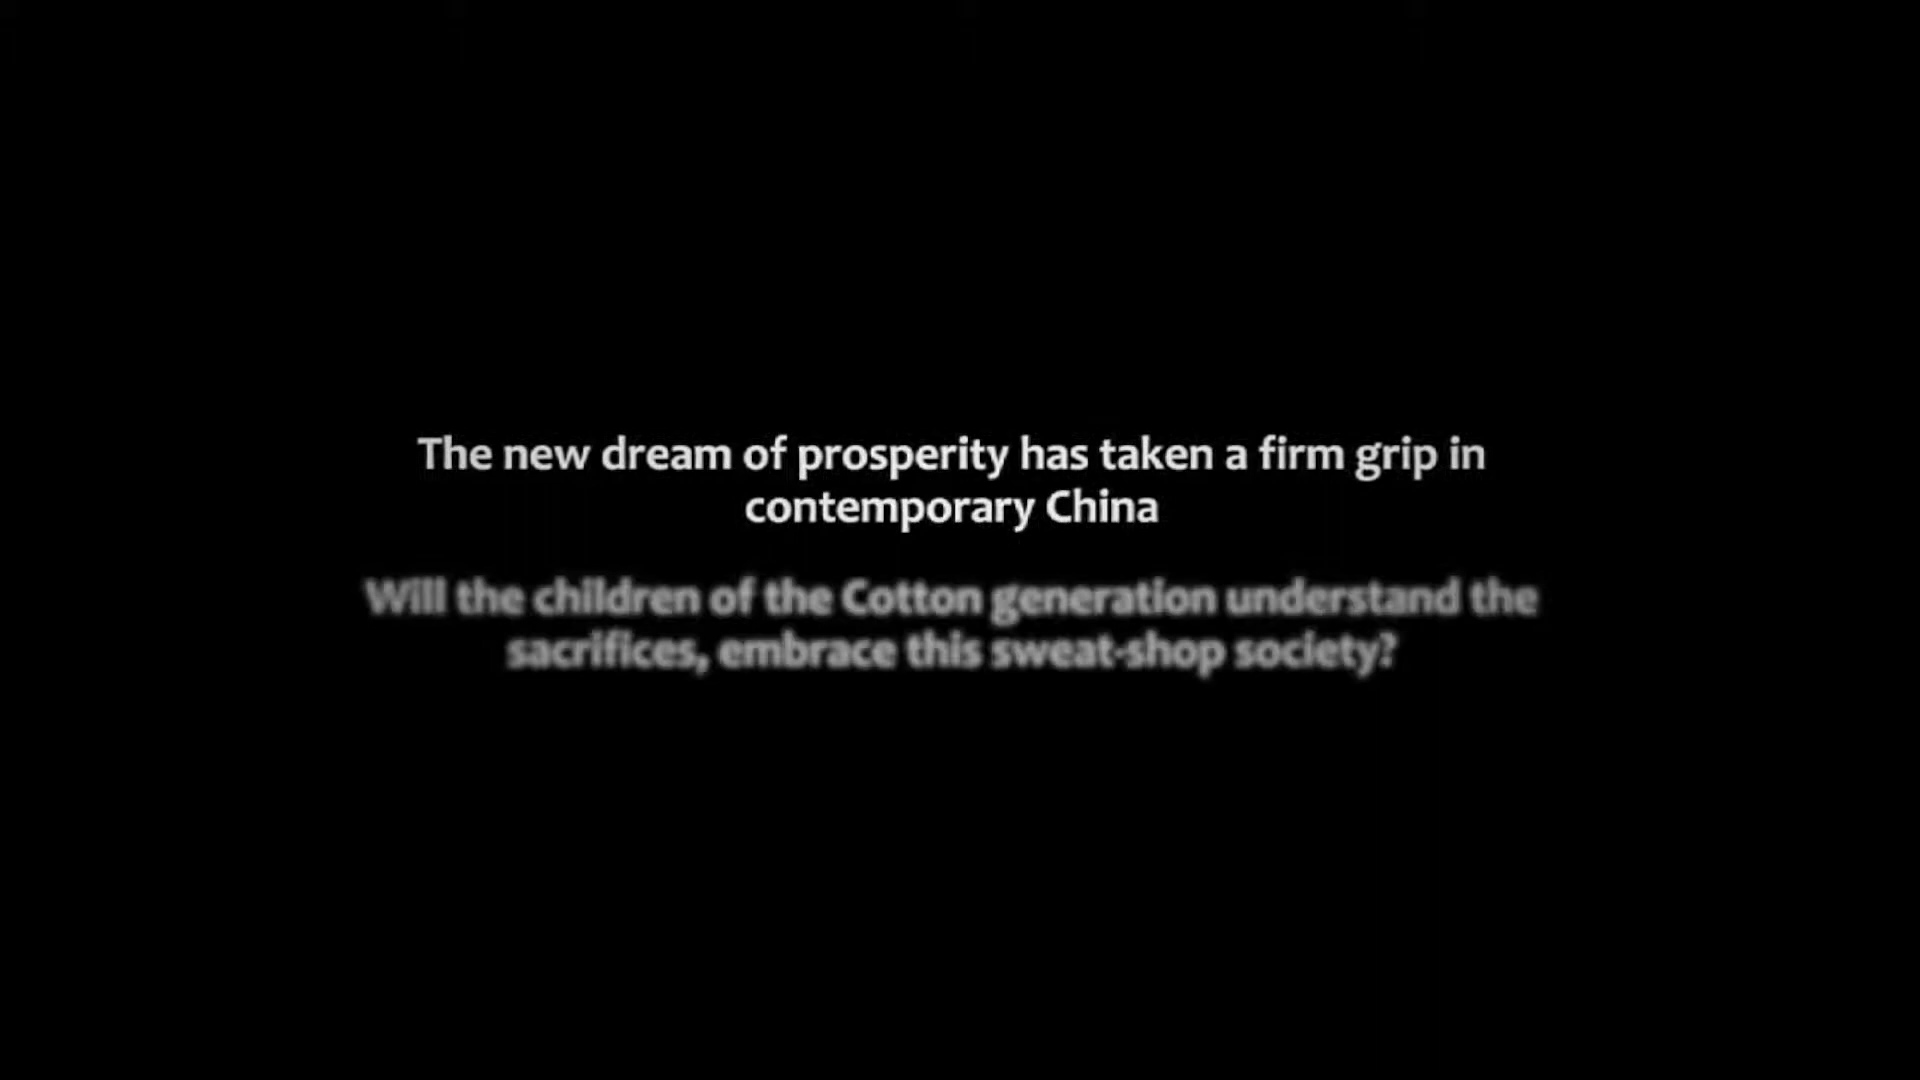 The new dream of prosperity has taken a firm grip in
contemporary China
Will the children of the Cotton generation understand the
sacrifices, embrace this sweat-shop society?